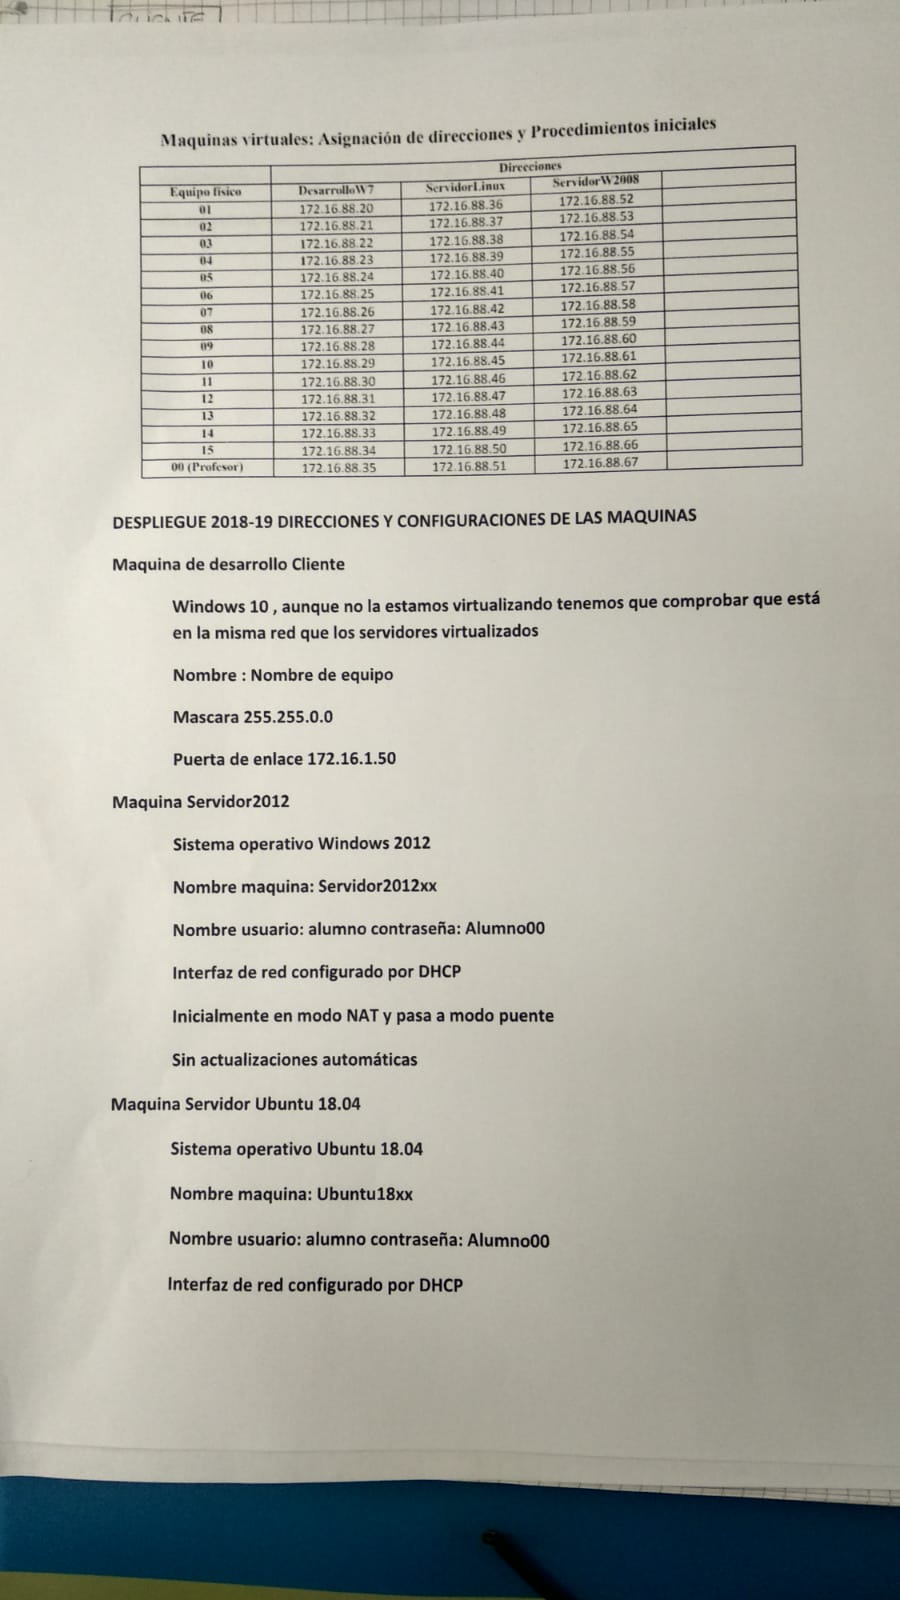 CLIENTE
Maquinas virtuales: Asignación de direcciones y Procedimientos iniciales
Direcciones
Equipo físico DesarrolloW7 ServidorLinux ServidorW2008
01 172.16.88.20 172.16.88.36 172.16.88.52
02 172.16.88.21 172.16.88.37 172.16.88.53
03 172.16.88.22 172.16.88.38 172.16.88.54
04 172.16.88.23 172.16.88.39 172.16.88.55
05 172.16.88.24 172.16.88.40 172.16.88.56
06 172.16.88.25 172.16.88.41 172.16.88.57
07 172.16.88.26 172.16.88.42 172.16.88.58
08 172.16.88.27 172.16.88.43 172.16.88.59
09 172.16.88.28 172.16.88.44 172.16.88.60
10 172.16.88.29 172.16.88.45 172.16.88.61
11 172.16.88.30 172.16.88.46 172.16.88.62
12 172.16.88.31 172.16.88.47 172.16.88.63
13 172.16.88.32 172.16.88.48 172.16.88.64
14 172.16.88.33 172.16.88.49 172.16.88.65
15 172.16.88.34 172.16.88.50 172.16.88.66
00 (Profesor) 172.16.88.35 172.16.88.51 172.16.88.67
DESPLIEGUE 2018-19 DIRECCIONES Y CONFIGURACIONES DE LAS MAQUINAS
Maquina de desarrollo Cliente
Windows 10 , aunque no la estamos virtualizando tenemos que comprobar que está
en la misma red que los servidores virtualizados
Nombre : Nombre de equipo
Mascara 255.255.0.0
Puerta de enlace 172.16.1.50
Maquina Servidor2012
Sistema operativo Windows 2012
Nombre maquina: Servidor2012xx
Nombre usuario: alumno contraseña: Alumno00
Interfaz de red configurado por DHCP
Inicialmente en modo NAT y pasa a modo puente
Sin actualizaciones automáticas
Maquina Servidor Ubuntu 18.04
Sistema operativo Ubuntu 18.04
Nombre maquina: Ubuntu18xx
Nombre usuario: alumno contraseña: Alumno00
Interfaz de red configurado por DHCP